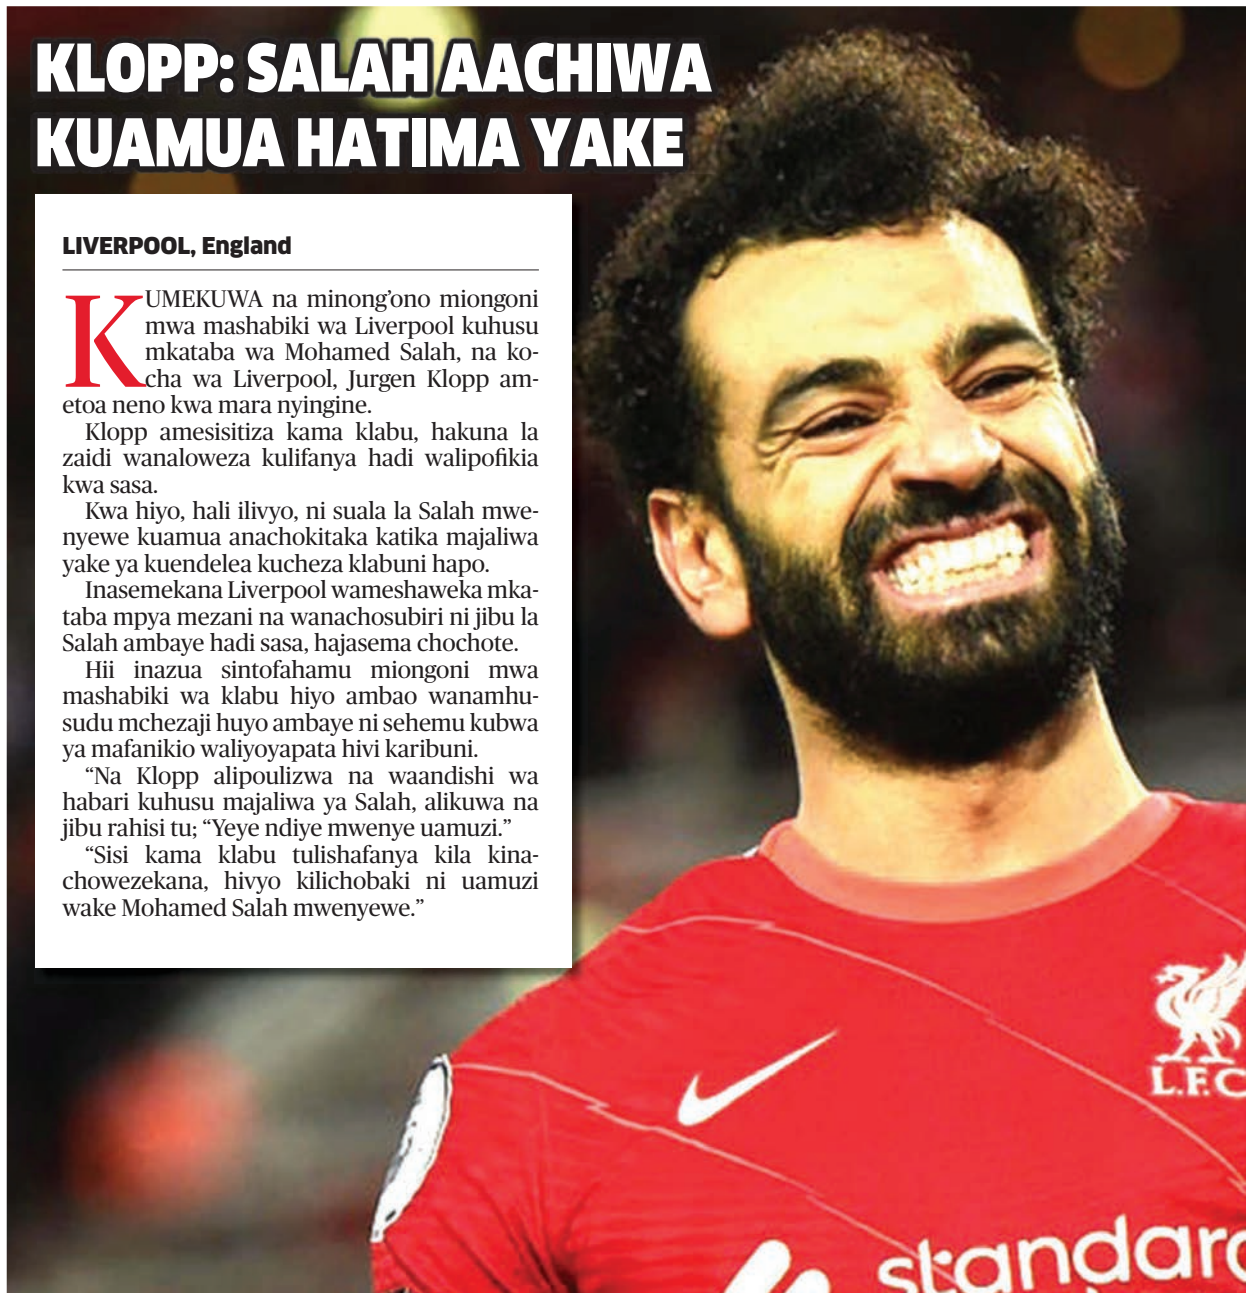 KLOPP: SALAH AACHIWA
KUAMUA HATIMA YAKE
LIVERPOOL, England
KUMEKUWA na minong’ono miongoni
mwa mashabiki wa Liverpool kuhusu
mkataba wa Mohamed Salah, na ko-
cha wa Liverpool, Jurgen Klopp am-
etoa neno kwa mara nyingine.
Klopp amesisitiza kama klabu, hakuna la
zaidi wanaloweza kulifanya hadi walipofikia
kwa sasa.
Kwa hiyo, hali ilivyo, ni suala la Salah mwe-
nyewe kuamua anachokitaka katika majaliwa
yake ya kuendelea kucheza klabuni hapo.
Inasemekana Liverpool wameshaweka mka-
taba mpya mezani na wanachosubiri ni jibu la
Salah ambaye hadi sasa, hajasema chochote.
Hii inazua sintofahamu miongoni mwa
mashabiki wa klabu hiyo ambao wanamhu-
sudu mchezaji huyo ambaye ni sehemu kubwa
ya mafanikio waliyoyapata hivi karibuni.
“Na Klopp alipoulizwa na waandishi wa
habari kuhusu majaliwa ya Salah, alikuwa na
jibu rahisi tu; “Yeye ndiye mwenye uamuzi.”
“Sisi kama klabu tulishafanya kila kina-
chowezekana, hivyo kilichobaki ni uamuzi
wake Mohamed Salah mwenyewe.”
L.F.C
standard